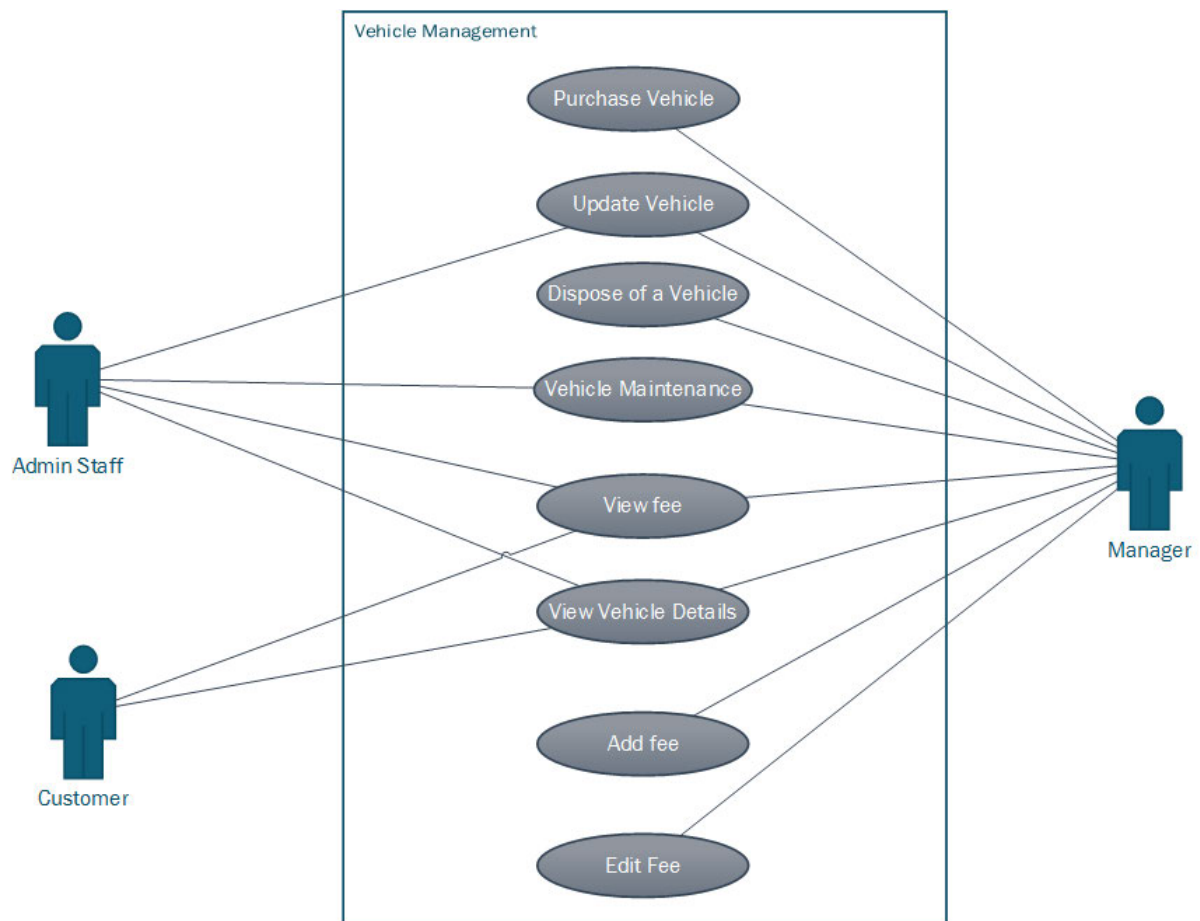 Vehicle Management
Purchase Vehicle
Update Vehicle
Dispose of a Vehicle
Vehicle Maintenance
Admin Staff
View fee
Manager
View Vehicle Details
Add fee
Customer
Edit Fee